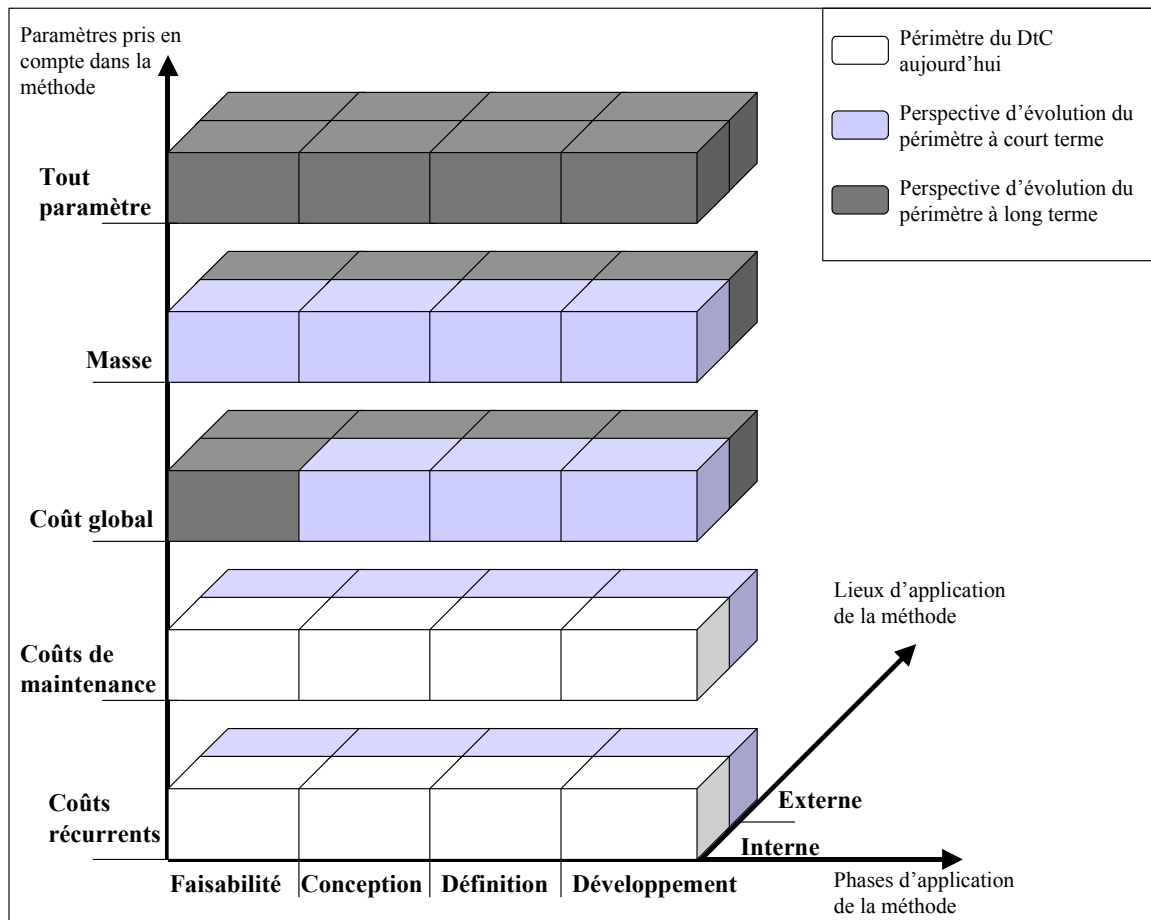 Paramètres pris en
compte dans la
méthode
Périmètre du DtC
aujourd’hui
Perspective d’évolution du
périmètre à court terme
Perspective d’évolution du
périmètre à long terme
Tout
paramètre
Masse
Coût global
Coûts de
maintenance
Coûts
récurrents
Lieux d’application
de la méthode
Externe
Interne
Faisabilité
Conception
Définition
Développement
Phases d’application
de la méthode